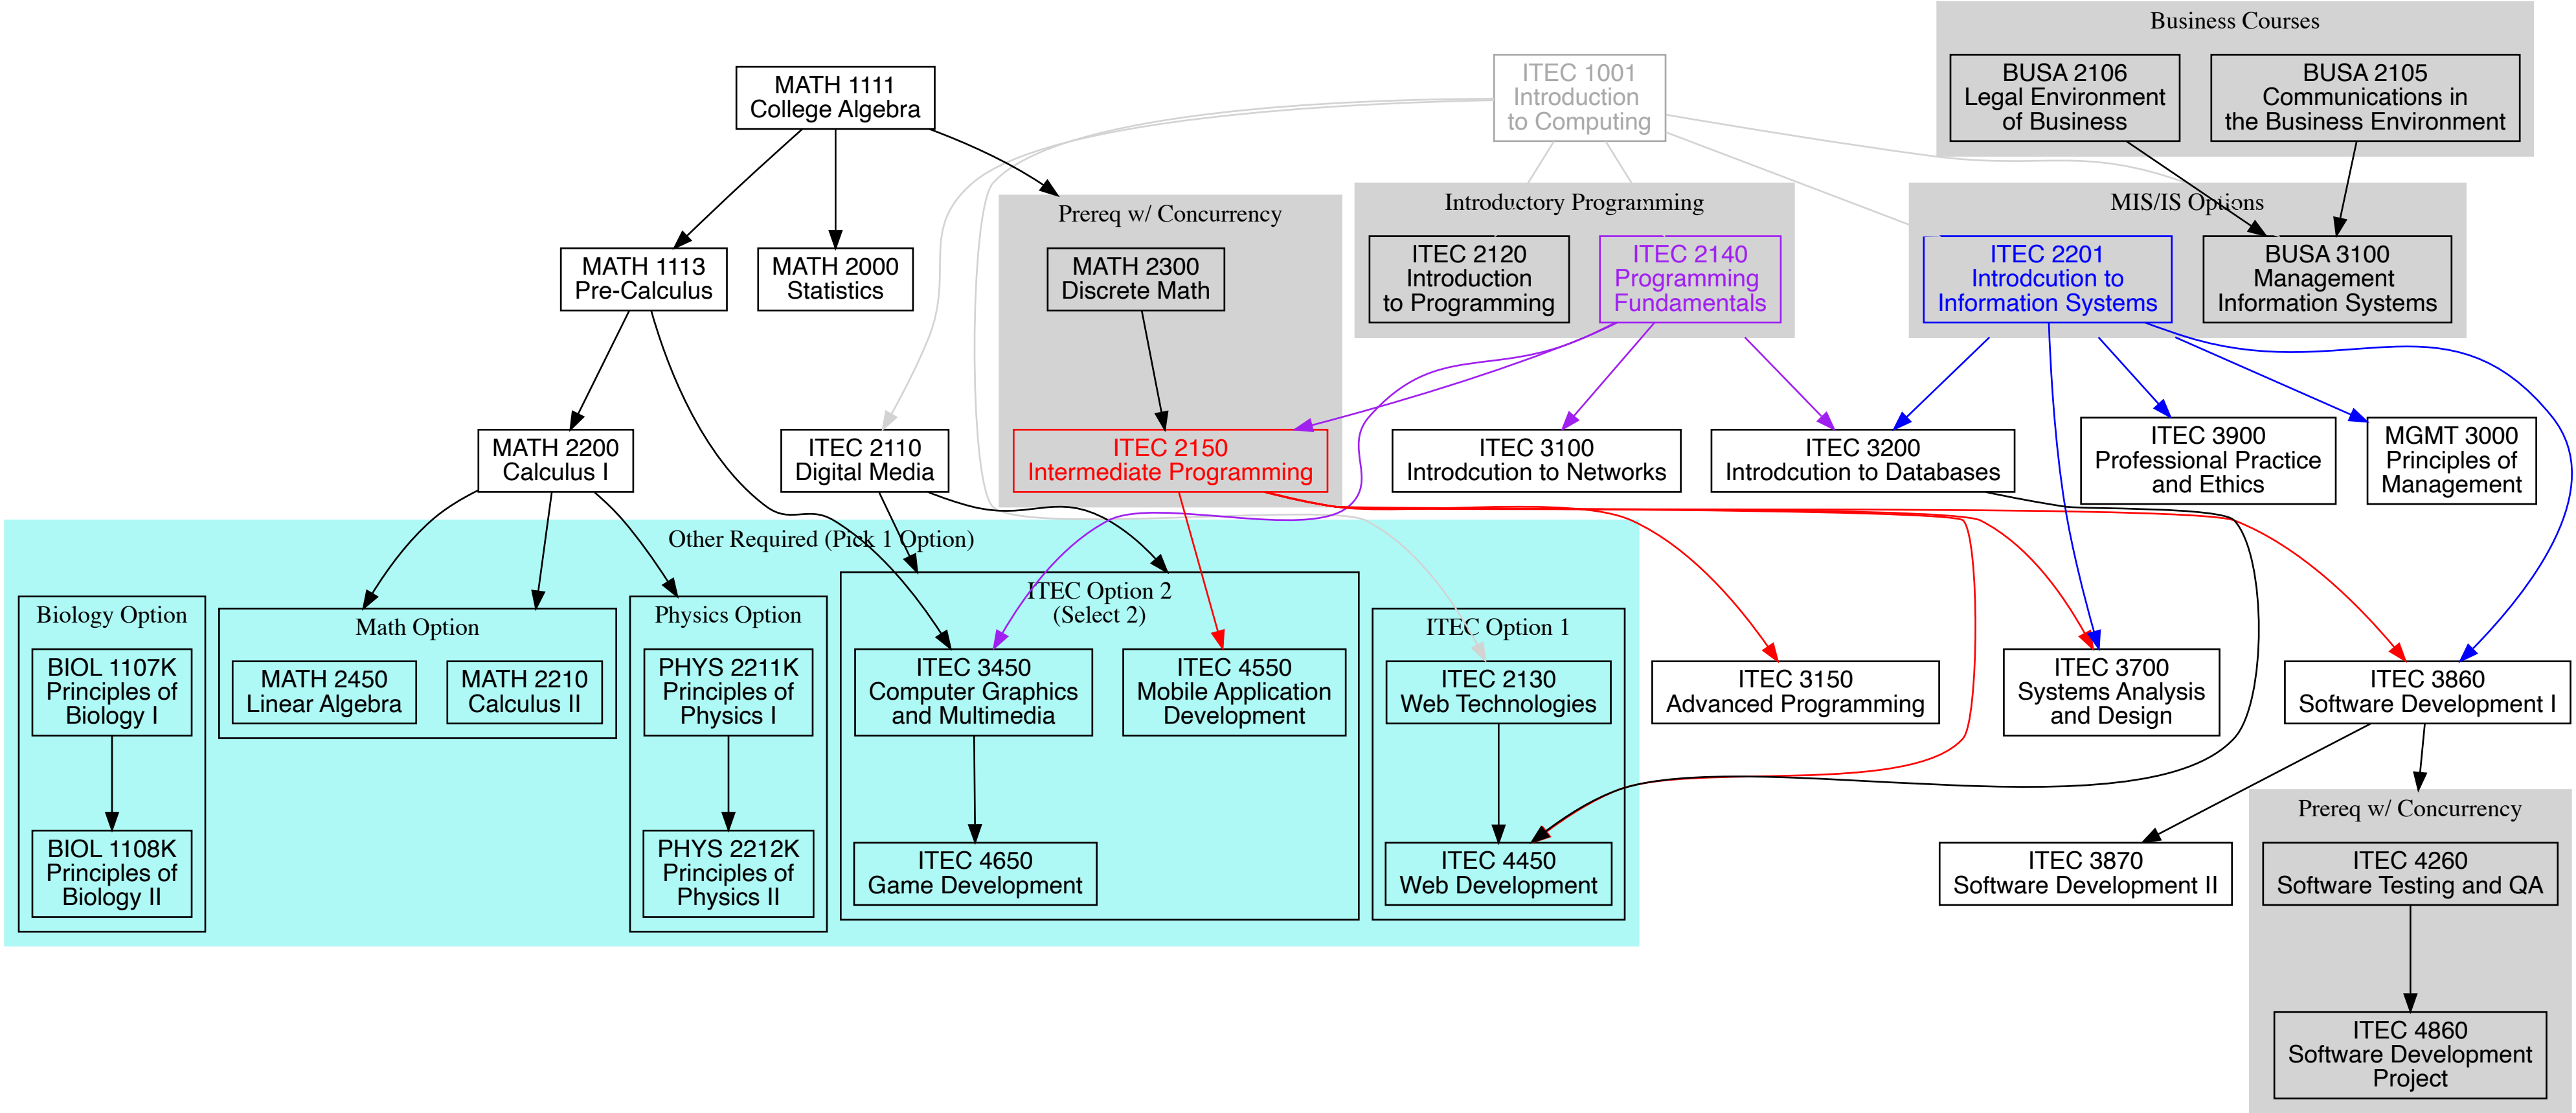 Business Courses
MATH 1111
College Algebra
ITEC 1001
Introduction
to Computing
BUSA 2106
Legal Environment
of Business
BUSA 2105
Communications in
the Business Environment
Prereq w/ Concurrency
Introductory Programming
MIS/IS Options
MATH 1113
Pre-Calculus
MATH 2000
Statistics
MATH 2300
Discrete Math
ITEC 2120
Introduction
to Programming
ITEC 2140
Programming
Fundamentals
ITEC 2201
Introdcution to
Information Systems
BUSA 3100
Management
Information Systems
MATH 2200
Calculus I
ITEC 2110
Digital Media
ITEC 2150
Intermediate Programming
ITEC 3100
Introdcution to Networks
ITEC 3200
Introdcution to Databases
ITEC 3900
Professional Practice
and Ethics
MGMT 3000
Principles of
Management
Other Required (Pick 1 Option)
Biology Option
Math Option
Physics Option
ITEC Option 2
(Select 2)
ITEC Option 1
BIOL 1107K
Principles of
Biology I
MATH 2450
Linear Algebra
MATH 2210
Calculus II
PHYS 2211K
Principles of
Physics I
ITEC 3450
Computer Graphics
and Multimedia
ITEC 4550
Mobile Application
Development
ITEC 2130
Web Technologies
ITEC 3150
Advanced Programming
ITEC 3700
Systems Analysis
and Design
ITEC 3860
Software Development I
Prereq w/ Concurrency
BIOL 1108K
Principles of
Biology II
PHYS 2212K
Principles of
Physics II
ITEC 4650
Game Development
ITEC 4450
Web Development
ITEC 3870
Software Development II
ITEC 4260
Software Testing and QA
ITEC 4860
Software Development
Project